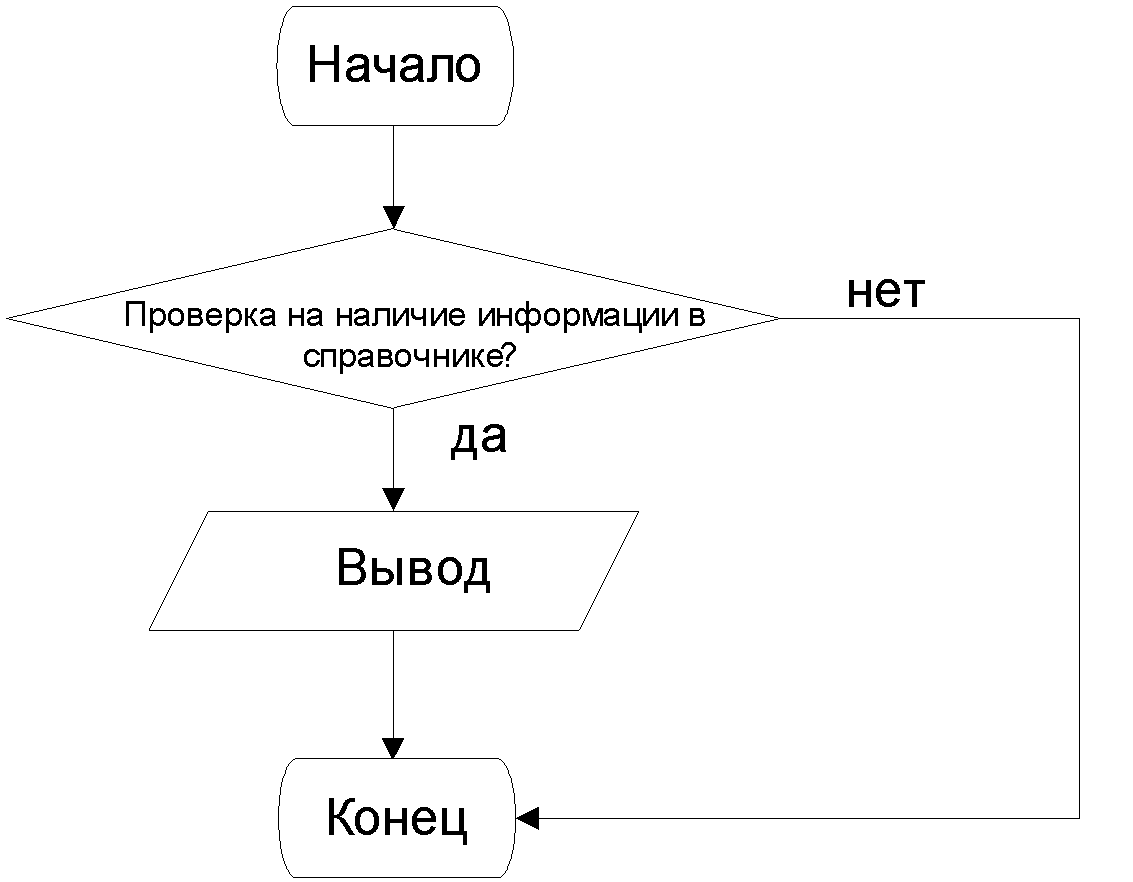 Начало
Проверка на наличие информации в
справочнике?
нет
да
Вывод
Конец